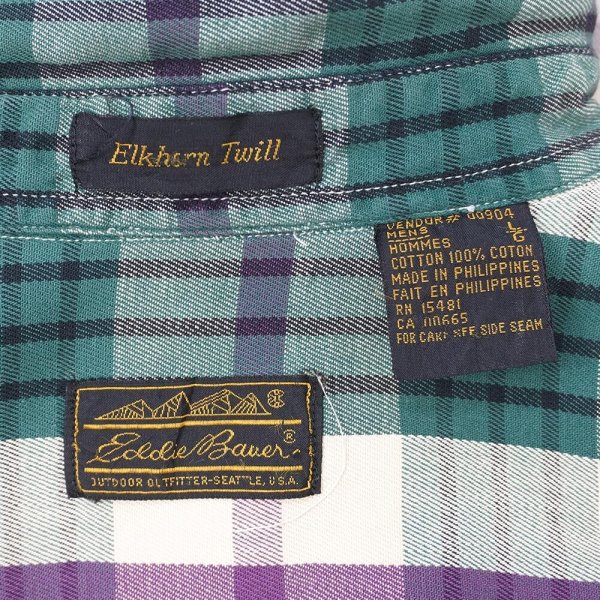 Elkhorn Twill
VENDOR # 00904
MENS L/G
HOMMES
COTTON 100% COTON
MADE IN PHILIPPINES
FAIT EN PHILIPPINES
RN 15481
CA 00665
FOR CARE SEE SIDE SEAM
Eddie Bauer ®
OUTDOOR OUTFITTER-SEATTLE, U.S.A.